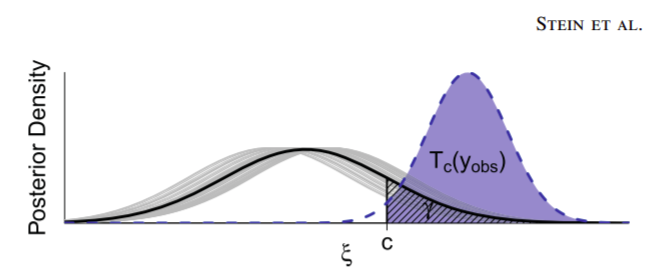 STEIN ET AL.
Posterior Density
T_c(y_obs)
γ
c
ξ